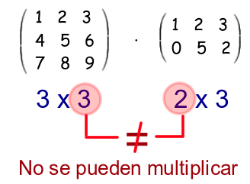 1 2 3 1 2 3
4 5 6 · 0 5 2
7 8 9
3 x 3 2 x 3
≠
No se pueden multiplicar